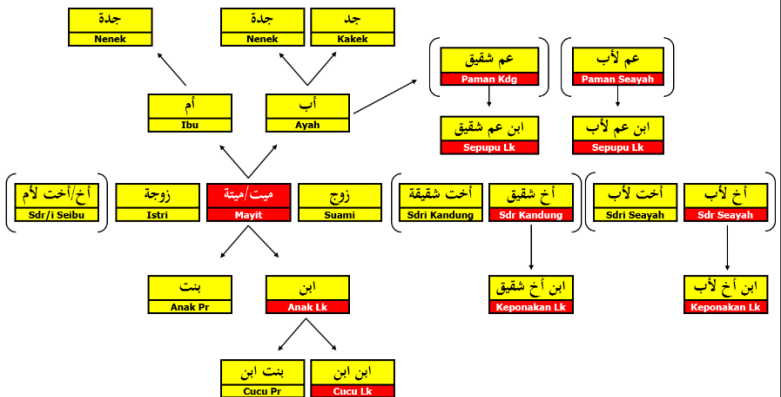 جدة
Nenek
جدة
Nenek
جد
Kakek
عم شقيق
Paman Kdg
عم لأب
Paman Seayah
أم
Ibu
أب
Ayah
ابن عم شقيق
Sepupu Lk
ابن عم لأب
Sepupu Lk
أخ/أخت لأم
Sdr/i Seibu
زوجة
Istri
ميت/ميتة
Mayit
زوج
Suami
أخت شقيقة
Sdri Kandung
أخ شقيق
Sdr Kandung
أخت لأب
Sdri Seayah
أخ لأب
Sdr Seayah
بنت
Anak Pr
ابن
Anak Lk
ابن أخ شقيق
Keponakan Lk
ابن أخ لأب
Keponakan Lk
بنت ابن
Cucu Pr
ابن ابن
Cucu Lk